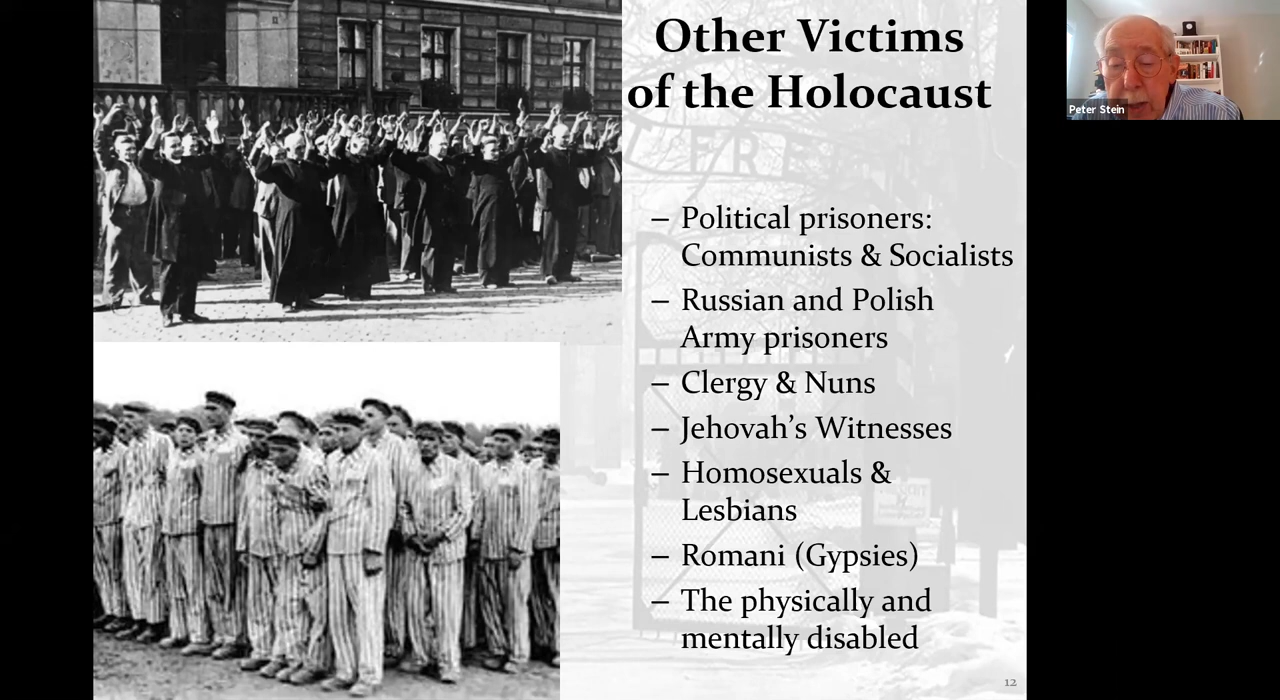 Other Victims
of the Holocaust
– Political prisoners:
Communists & Socialists
– Russian and Polish
Army prisoners
– Clergy & Nuns
– Jehovah’s Witnesses
– Homosexuals &
Lesbians
– Romani (Gypsies)
– The physically and
mentally disabled
12
FREI
Peter Stein